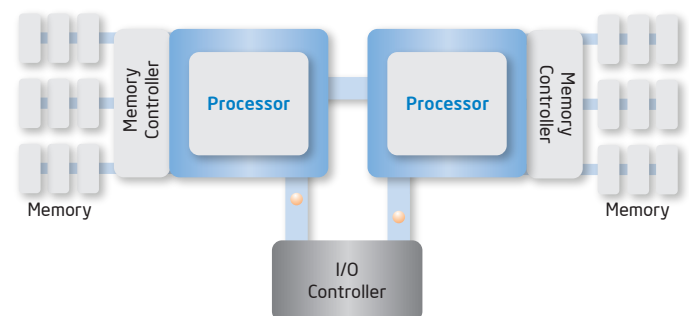 Memory
Controller
Processor
Processor
Memory
Controller
Memory
Memory
I/O
Controller